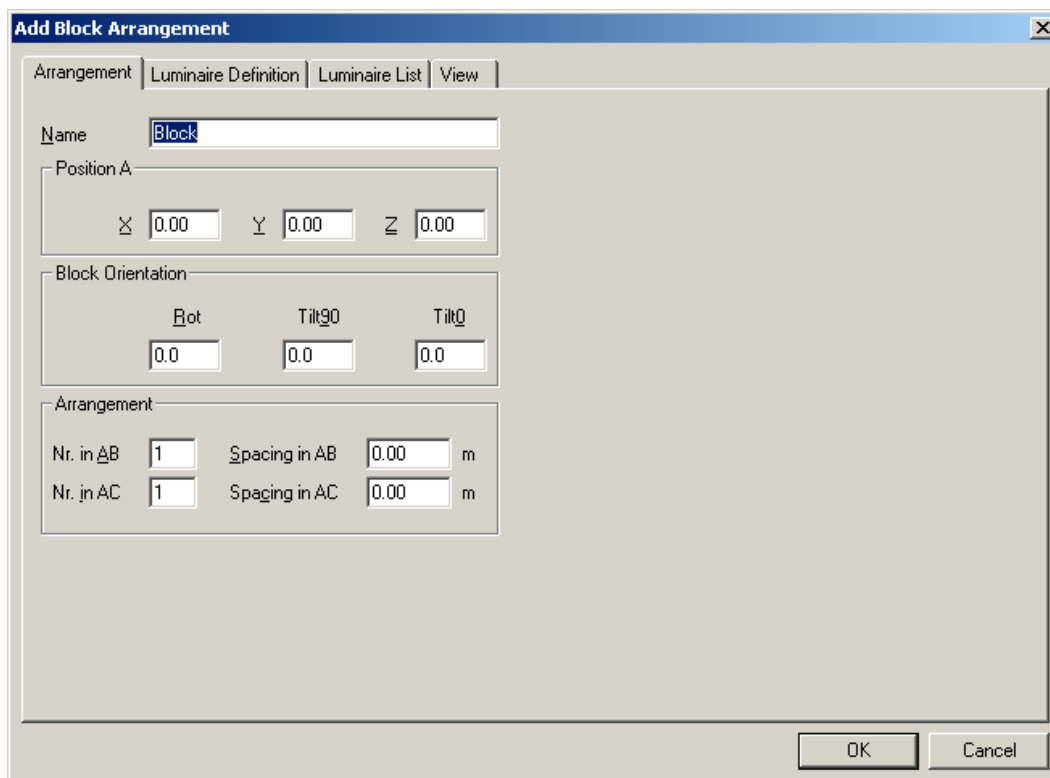 Add Block Arrangement
Arrangement Luminaire Definition Luminaire List View
Name Block
Position A
X 0.00 Y 0.00 Z 0.00
Block Orientation
Rot Tilt90 Tilt0
0.0 0.0 0.0
Arrangement
Nr. in AB 1 Spacing in AB 0.00 m
Nr. in AC 1 Spacing in AC 0.00 m
OK Cancel